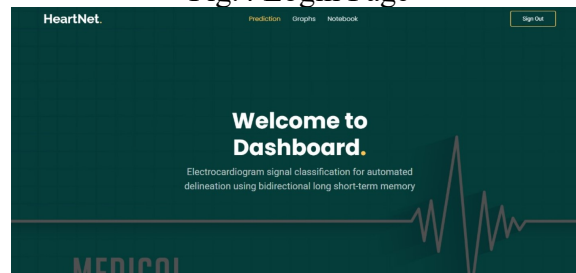 HeartNet.
Prediction Graphs Notebook
Sign Out
Welcome to
Dashboard.
Electrocardiogram signal classification for automated
delineation using bidirectional long short-term memory
MEDICAL